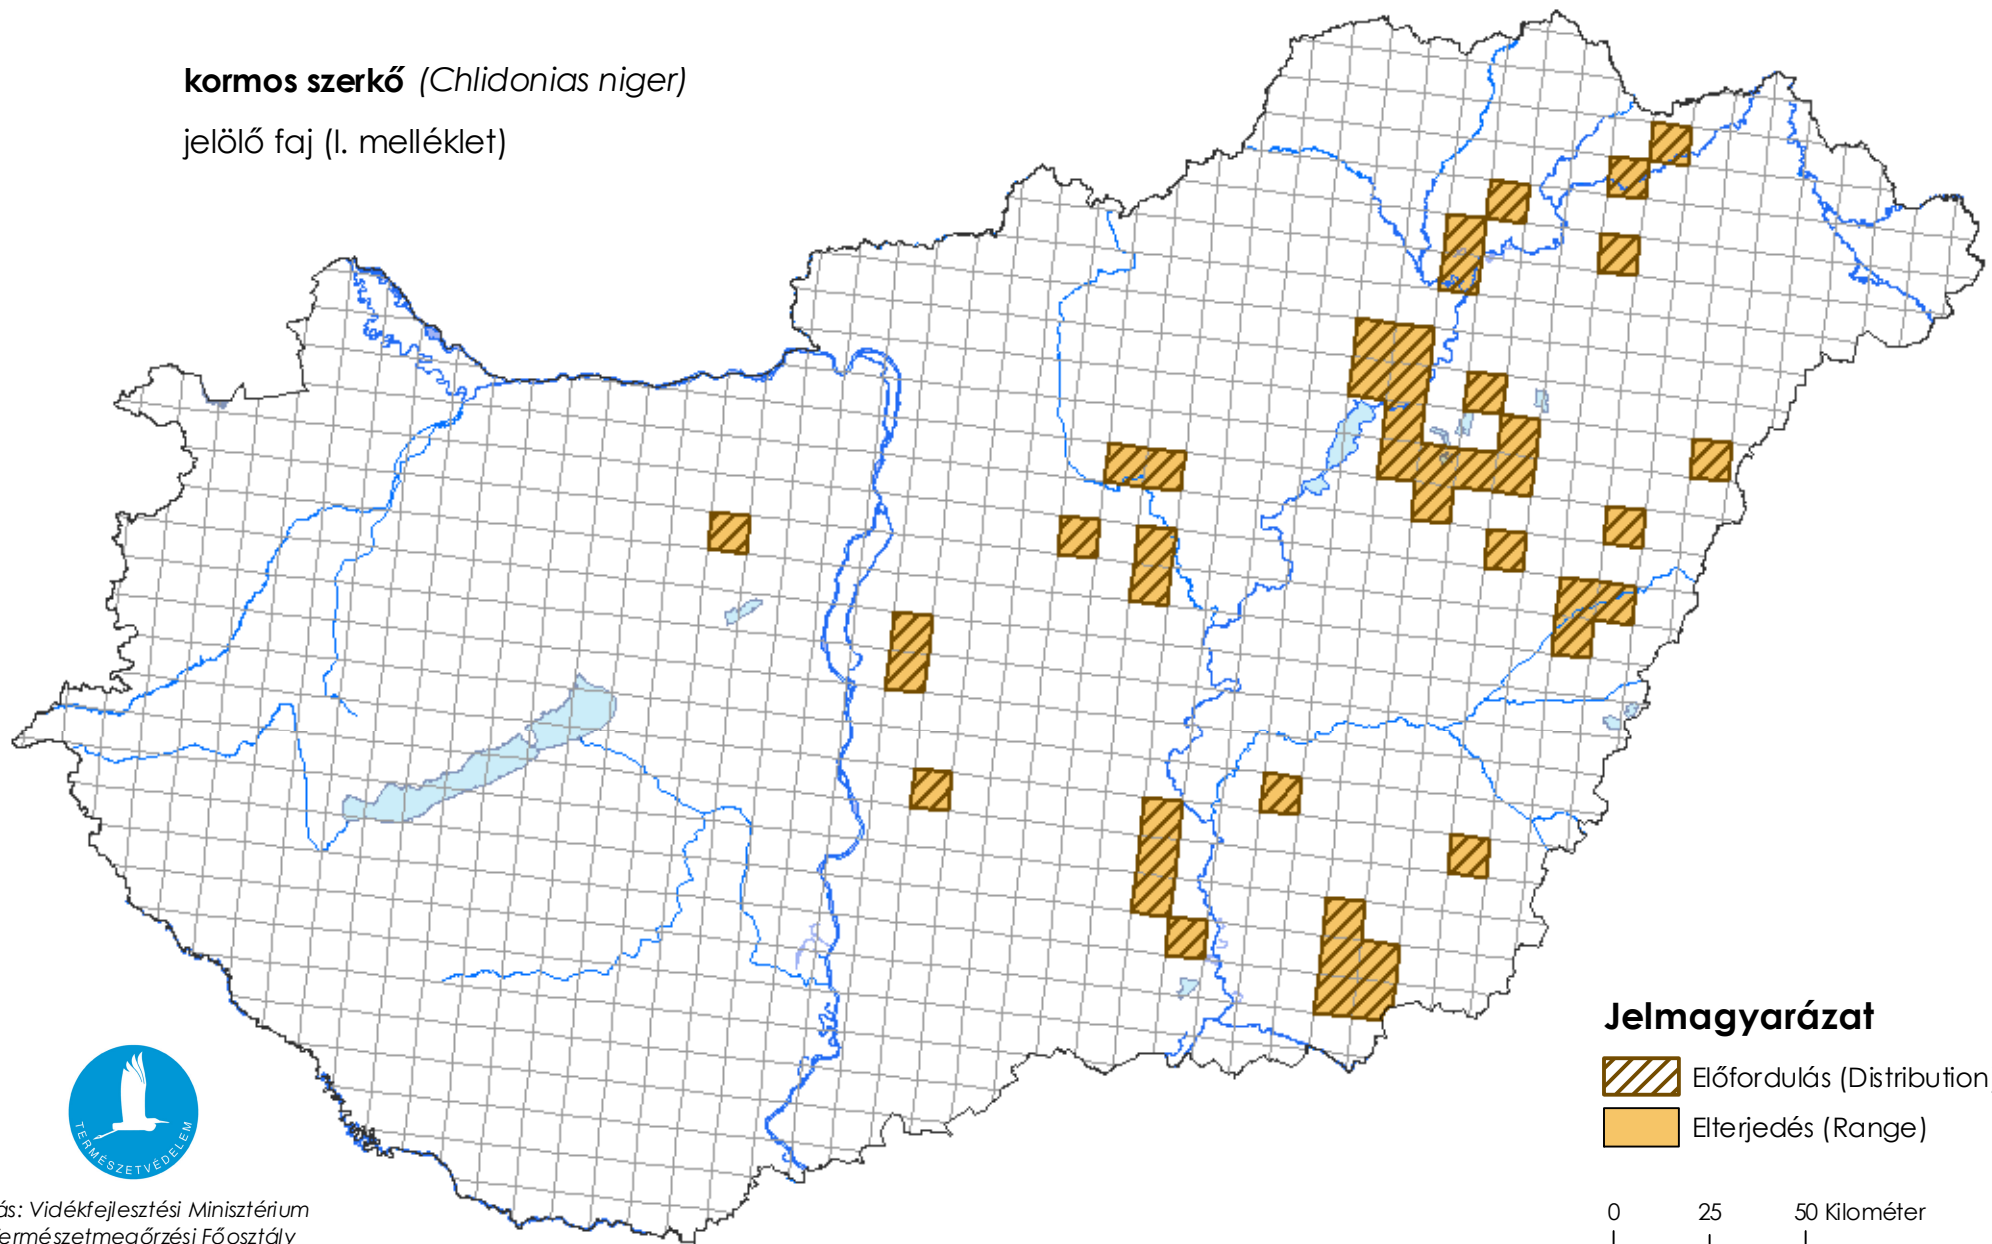 kormos szerkő (Chlidonias niger)
jelölő faj (I. melléklet)
Jelmagyarázat
Előfordulás (Distribution)
Elterjedés (Range)
0 25 50 Kilométer
TERMÉSZETVÉDELEM
ás: Vidékfejlesztési Minisztérium
Természetmegőrzési Főosztály